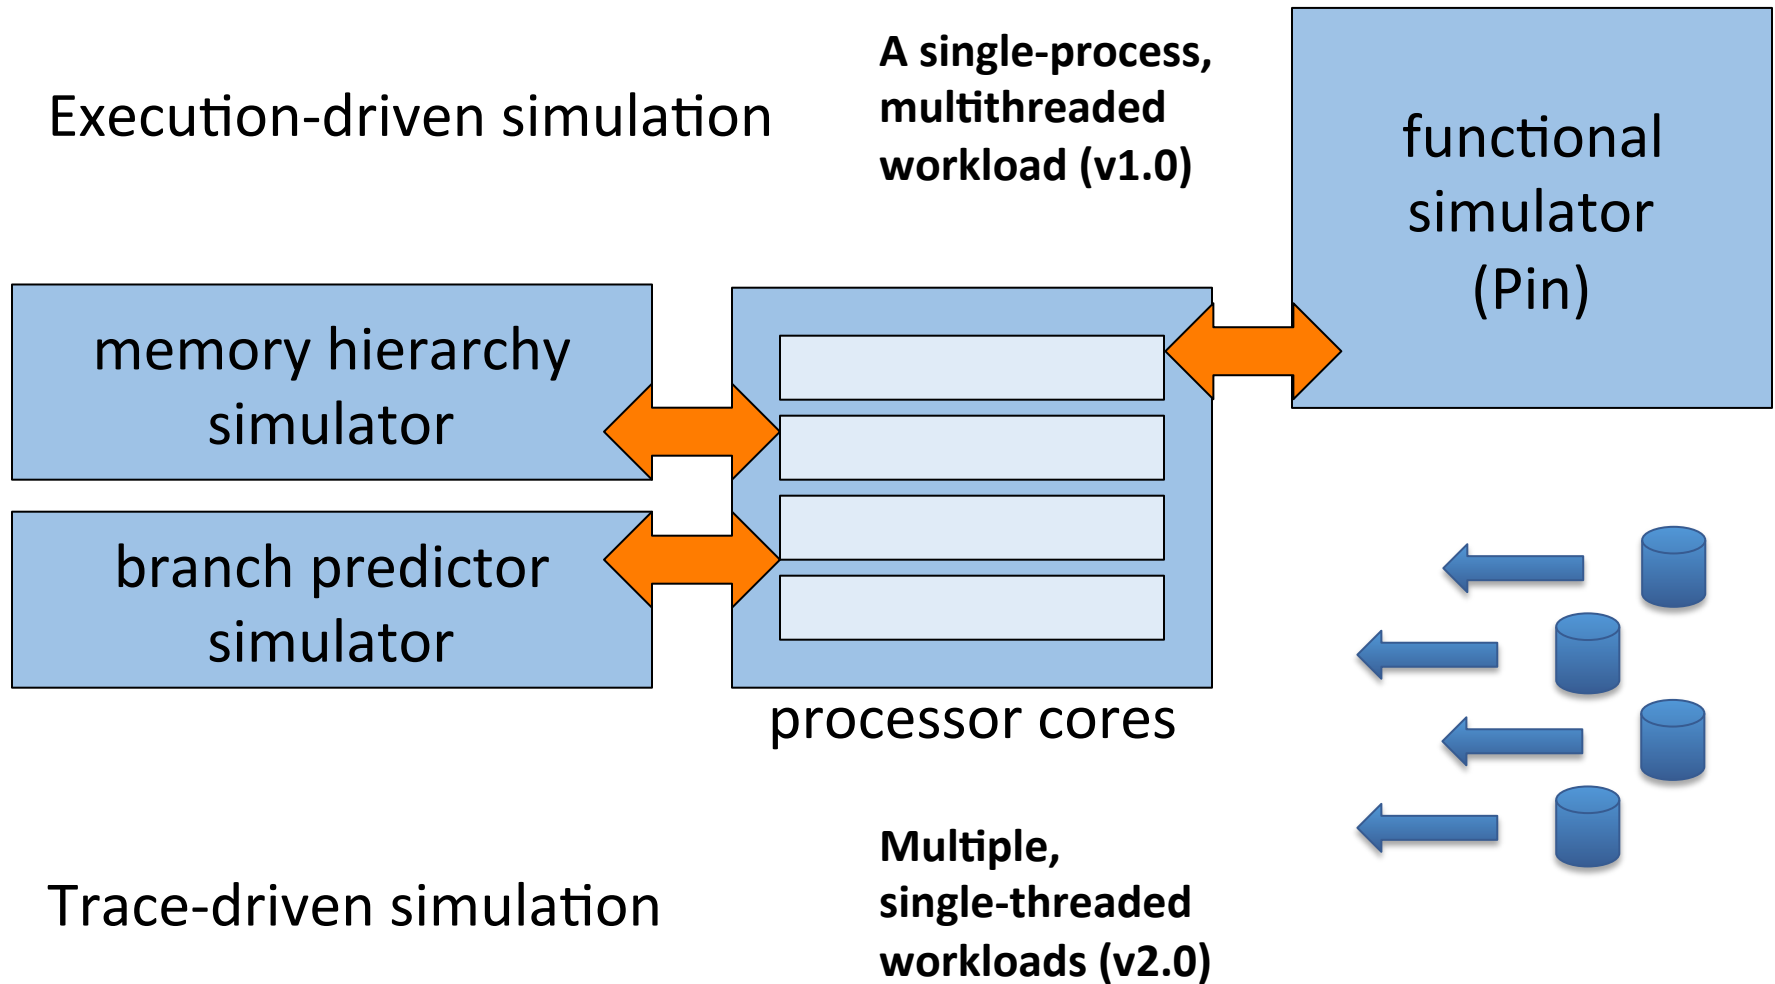 Execution-driven simulation
A single-process,
multithreaded
workload (v1.0)
functional
simulator
(Pin)
memory hierarchy
simulator
branch predictor
simulator
processor cores
Trace-driven simulation
Multiple,
single-threaded
workloads (v2.0)